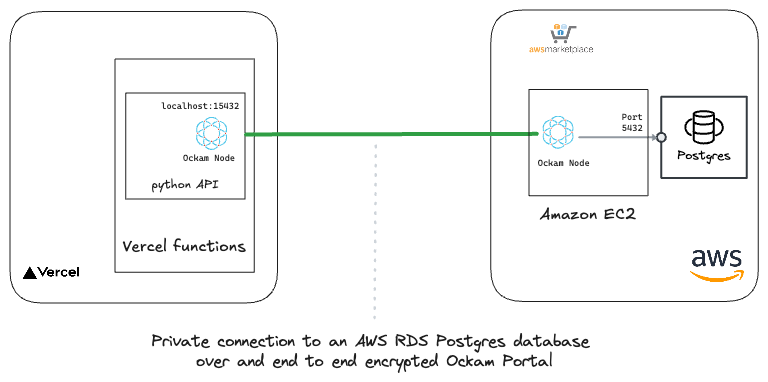 localhost:15432
Ockam Node
python API
Vercel functions
Vercel
awsmarketplace
Port
5432
Ockam Node
Postgres
Amazon EC2
aws
Private connection to an AWS RDS Postgres database
over and end to end encrypted Ockam Portal